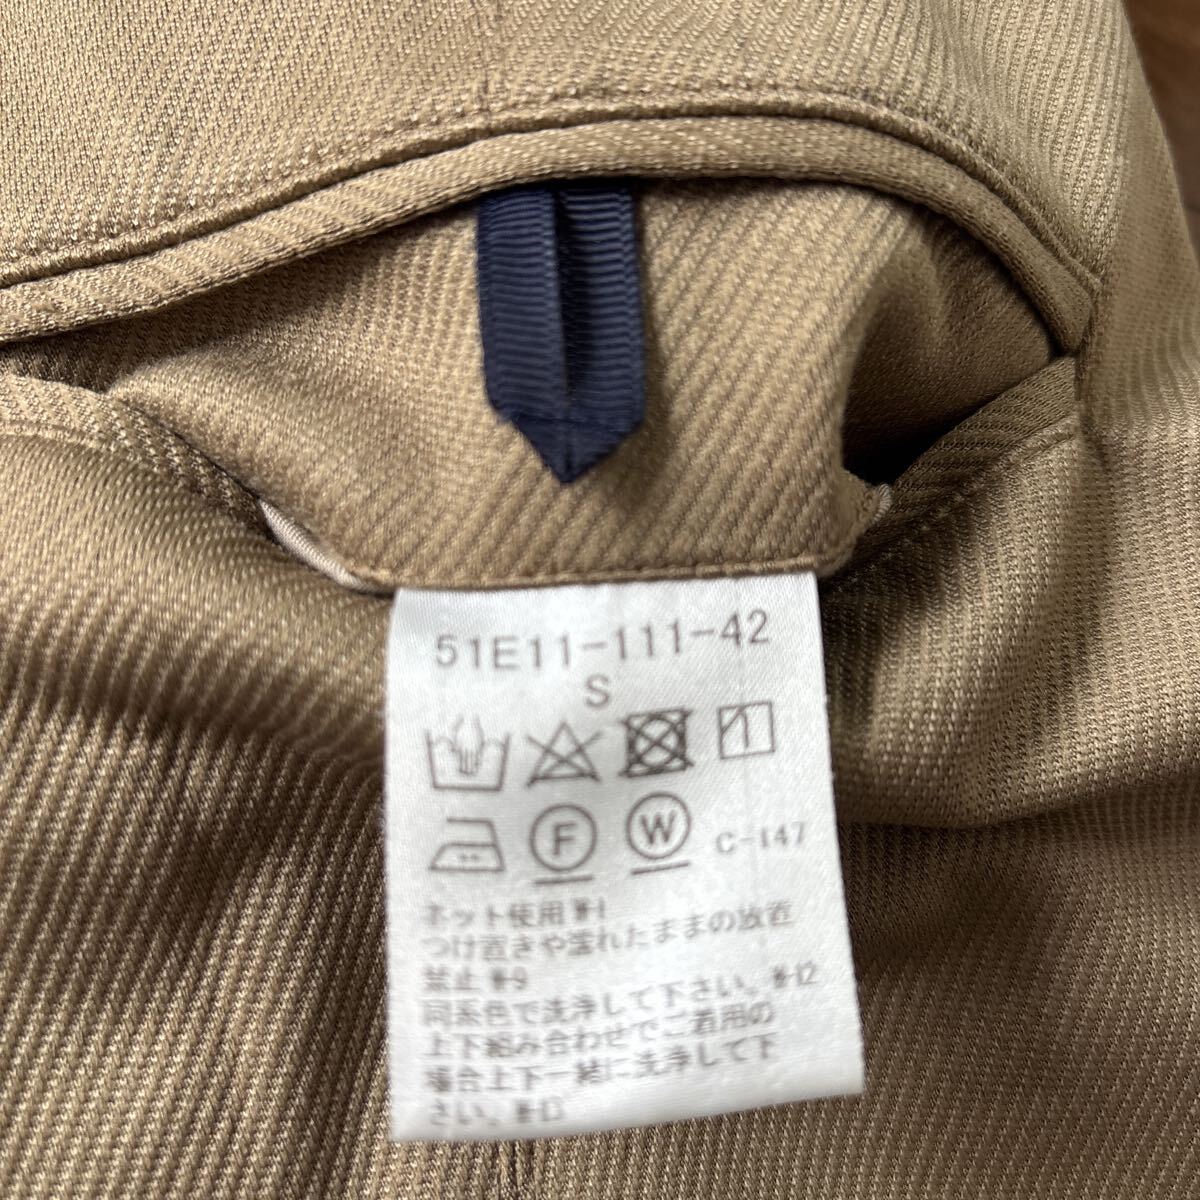 51E11-111-42
S
F W C-147
ネット使用 W-1
つけ置きや濡れたままの放置
禁止 W-9
同系色で洗浄して下さい。W-12
上下組み合わせでご着用の
場合上下一緒に洗浄して下
さい。W-13